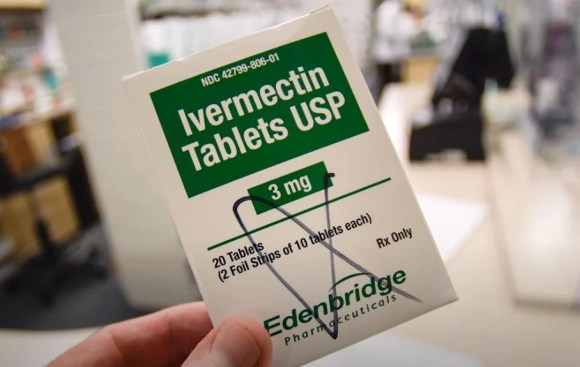 NDC 42799-806-01
Ivermectin
Tablets USP
3 mg
20 Tablets
(2 Foil Strips of 10 tablets each)
Rx Only
Edenbridge
Pharmaceuticals